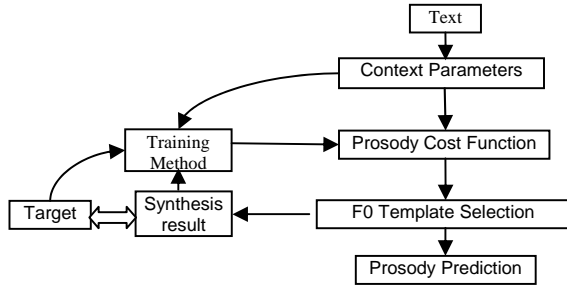 Text
Context Parameters
Training
Method
Prosody Cost Function
Target
Synthesis
result
F0 Template Selection
Prosody Prediction